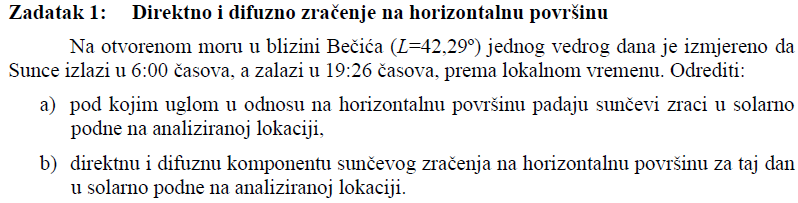 Zadatak 1: Direktno i difuzno zračenje na horizontalnu površinu
Na otvorenom moru u blizini Bečića (L=42,29º) jednog vedrog dana je izmjereno da
Sunce izlazi u 6:00 časova, a zalazi u 19:26 časova, prema lokalnom vremenu. Odrediti:
a) pod kojim uglom u odnosu na horizontalnu površinu padaju sunčevi zraci u solarno
podne na analiziranoj lokaciji,
b) direktnu i difuznu komponentu sunčevog zračenja na horizontalnu površinu za taj dan
u solarno podne na analiziranoj lokaciji.